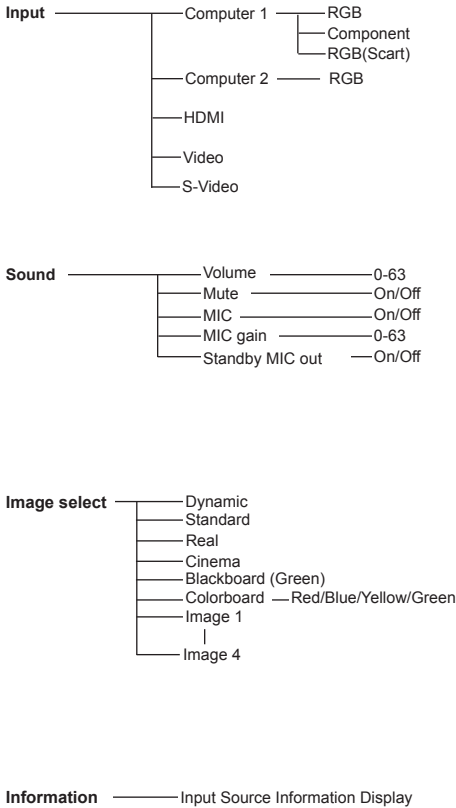 Input Computer 1 RGB
Component
RGB(Scart)
Computer 2 RGB
HDMI
Video
S-Video
Sound Volume 0-63
Mute On/Off
MIC On/Off
MIC gain 0-63
Standby MIC out On/Off
Image select Dynamic
Standard
Real
Cinema
Blackboard (Green)
Colorboard Red/Blue/Yellow/Green
Image 1
Image 4
Information Input Source Information Display